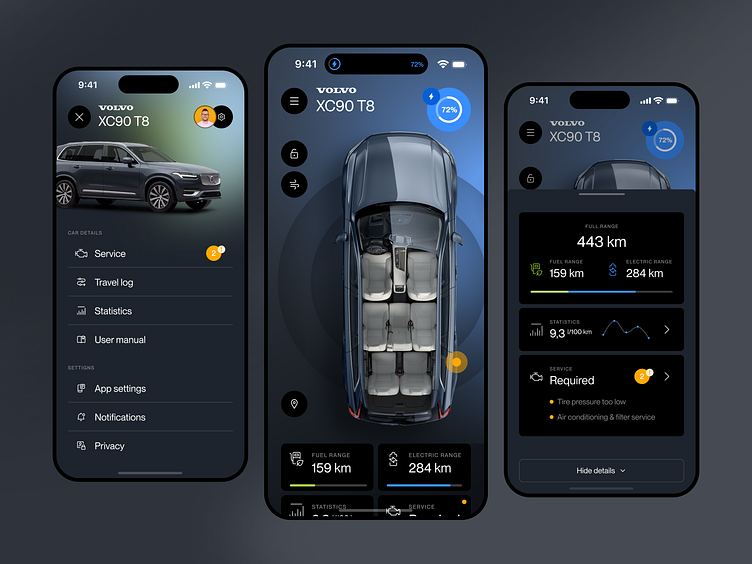 9:41
VOLVO
XC90 T8
CAR DETAILS
Service
2
!
Travel log
Statistics
User manual
SETTIGNS
App settings
Notifications
Privacy
9:41
72%
VOLVO
XC90 T8
72%
FUEL RANGE
159 km
ELECTRIC RANGE
284 km
STATISTICS
SERVICE
9:41
VOLVO
XC90 T8
72%
FULL RANGE
443 km
FUEL RANGE
159 km
ELECTRIC RANGE
284 km
STATISTICS
9,3 l/100 km
SERVICE
Required
2
!
Tire pressure too low
Air conditioning & filter service
Hide details